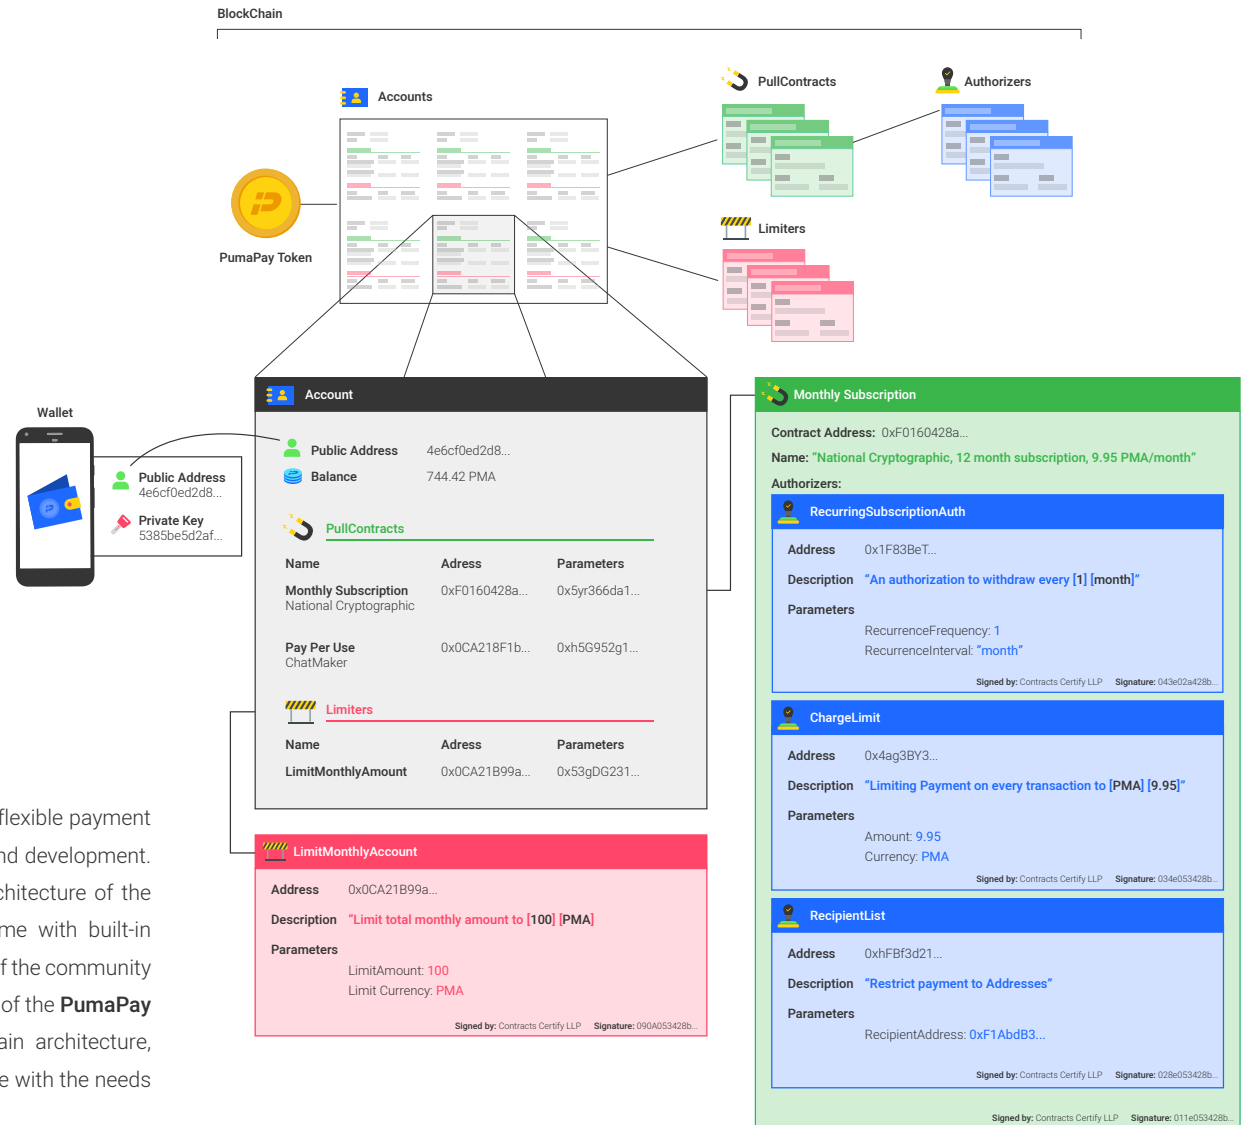 BlockChain
Accounts
PullContracts
Authorizers
PumaPay Token
Limiters
Wallet
Public Address
4e6cf0ed2d8...
Private Key
5385be5d2af...
Account
Public Address 4e6cf0ed2d8...
Balance 744.42 PMA
PullContracts
Name Adress Parameters
Monthly Subscription 0xF0160428a... 0x5yr366da1...
National Cryptographic
Pay Per Use 0x0CA218F1b... 0xh5G952g1...
ChatMaker
Limiters
Name Adress Parameters
LimitMonthlyAmount 0x0CA21B99a... 0x53gDG231...
LimitMonthlyAccount
Address 0x0CA21B99a...
Description “Limit total monthly amount to [100] [PMA]
Parameters
LimitAmount: 100
Limit Currency: PMA
Signed by: Contracts Certify LLP Signature: 090A053428b...
Monthly Subscription
Contract Address: 0xF0160428a...
Name: “National Cryptographic, 12 month subscription, 9.95 PMA/month”
Authorizers:
RecurringSubscriptionAuth
Address 0x1F83BeT...
Description “An authorization to withdraw every [1] [month]”
Parameters
RecurrenceFrequency: 1
RecurrenceInterval: “month”
Signed by: Contracts Certify LLP Signature: 043e02a428b...
ChargeLimit
Address 0x4ag3BY3...
Description “Limiting Payment on every transaction to [PMA] [9.95]”
Parameters
Amount: 9.95
Currency: PMA
Signed by: Contracts Certify LLP Signature: 034e053428b...
RecipientList
Address 0xhFBf3d21...
Description “Restrict payment to Addresses”
Parameters
RecipientAddress: 0xF1AbdB3...
Signed by: Contracts Certify LLP Signature: 028e053428b...
Signed by: Contracts Certify LLP Signature: 011e053428b...
flexible payment
nd development.
chitecture of the
me with built-in
f the community
of the PumaPay
ain architecture,
e with the needs